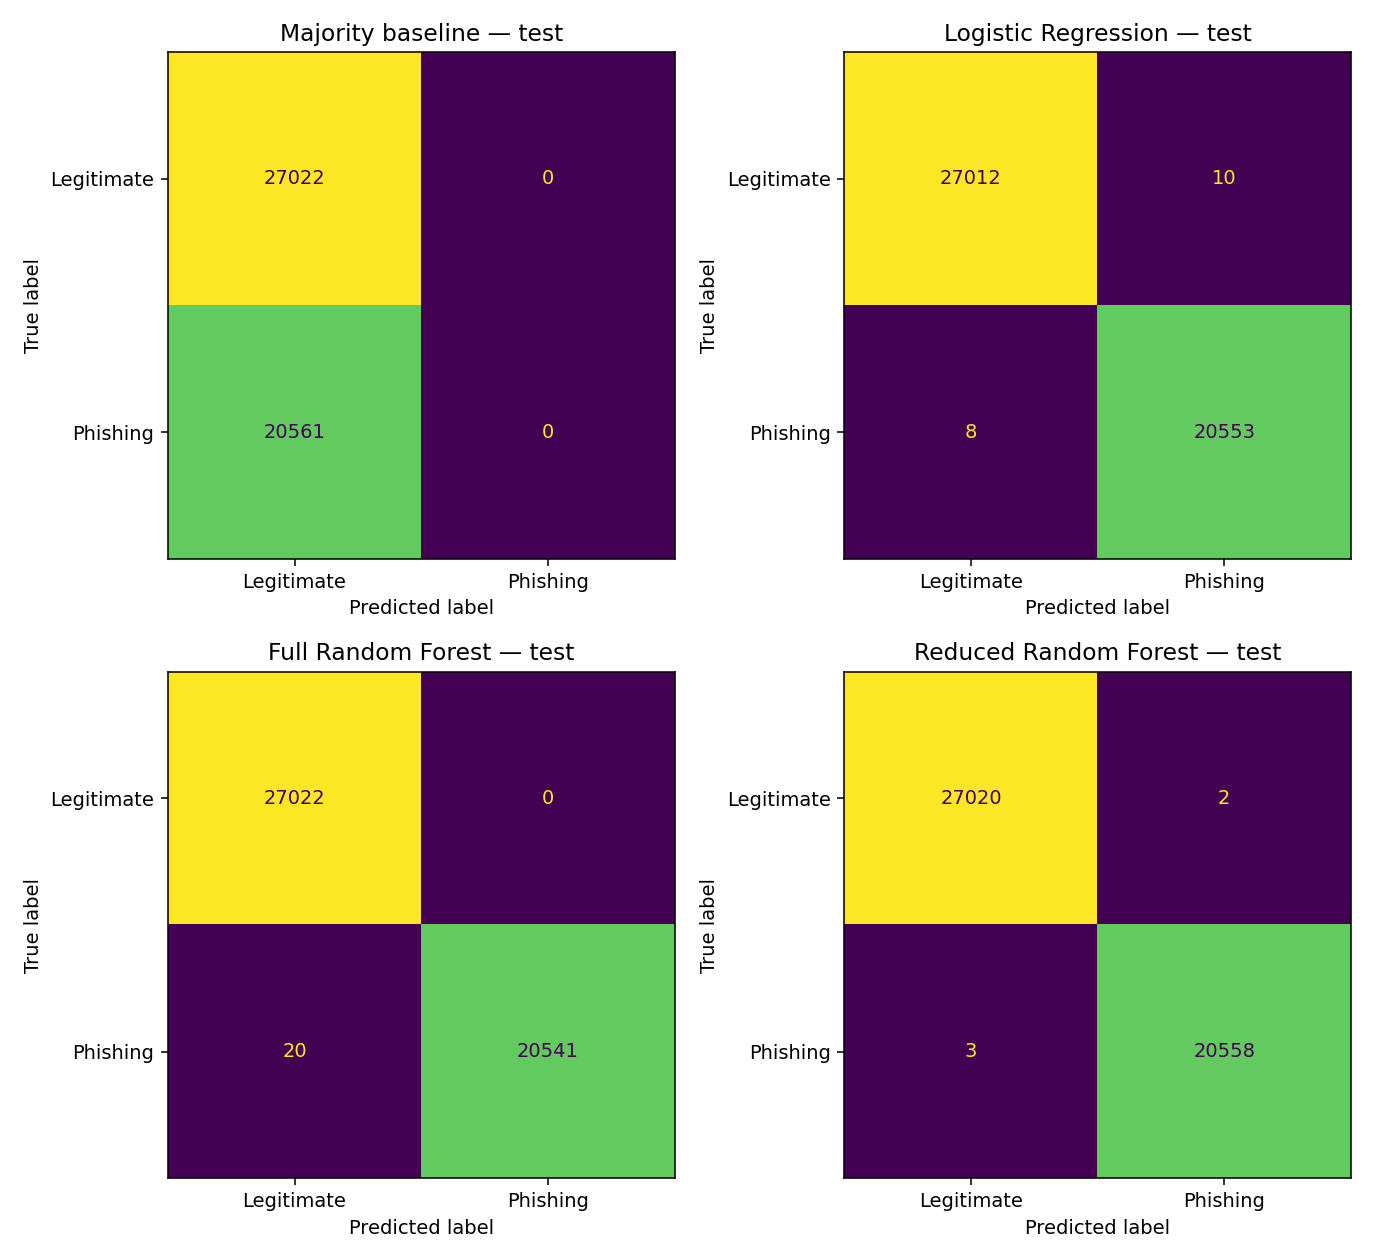 Majority baseline — test
True label
Legitimate
27022
0
Phishing
20561
0
Legitimate
Phishing
Predicted label
Logistic Regression — test
True label
Legitimate
27012
10
Phishing
8
20553
Legitimate
Phishing
Predicted label
Full Random Forest — test
True label
Legitimate
27022
0
Phishing
20
20541
Legitimate
Phishing
Predicted label
Reduced Random Forest — test
True label
Legitimate
27020
2
Phishing
3
20558
Legitimate
Phishing
Predicted label